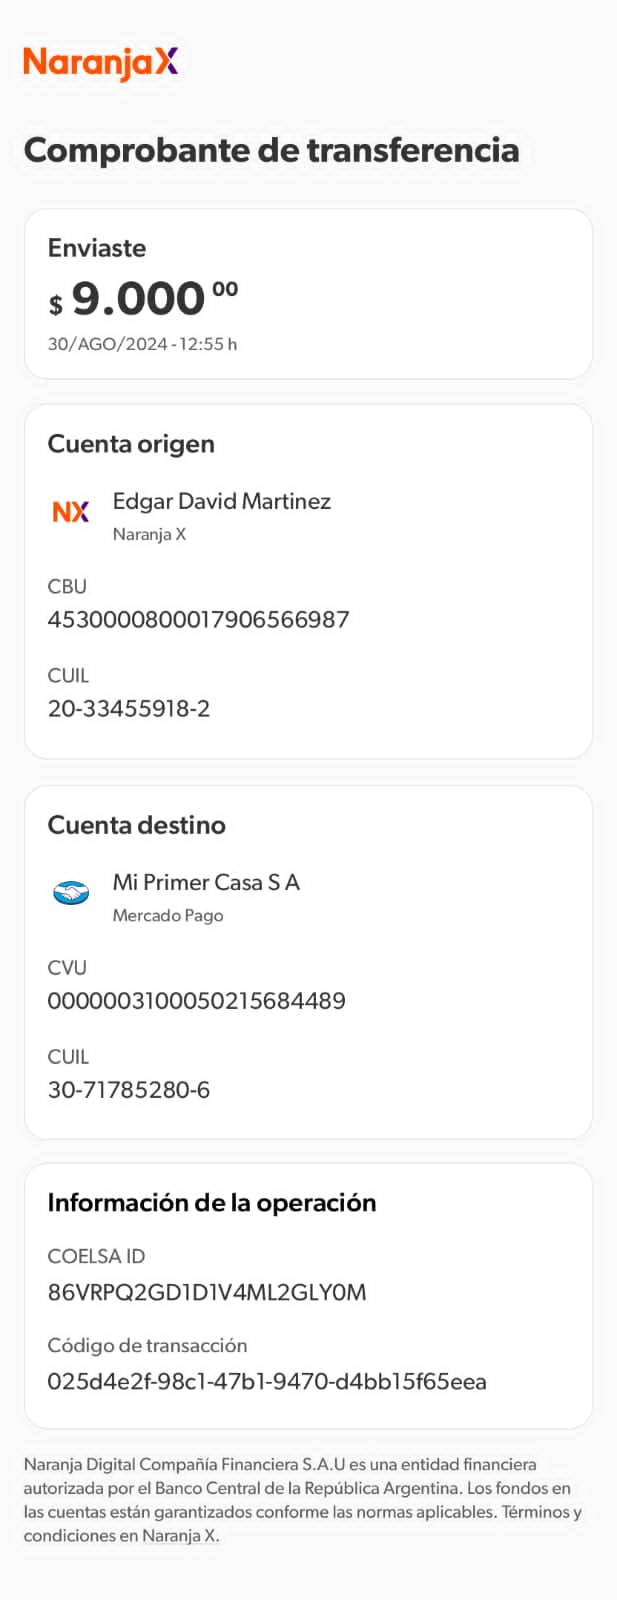 NaranjaX
Comprobante de transferencia
Enviaste
$ 9.000 00
30/AGO/2024 - 12:55 h
Cuenta origen
NX
Edgar David Martinez
Naranja X
CBU
4530000800017906566987
CUIL
20-33455918-2
Cuenta destino
Mi Primer Casa S A
Mercado Pago
CVU
0000003100050215684489
CUIL
30-71785280-6
Información de la operación
COELSA ID
86VRPQ2GD1D1V4ML2GLY0M
Código de transacción
025d4e2f-98c1-47b1-9470-d4bb15f65eea
Naranja Digital Compañía Financiera S.A.U es una entidad financiera
autorizada por el Banco Central de la República Argentina. Los fondos en
las cuentas están garantizados conforme las normas aplicables. Términos y
condiciones en Naranja X.